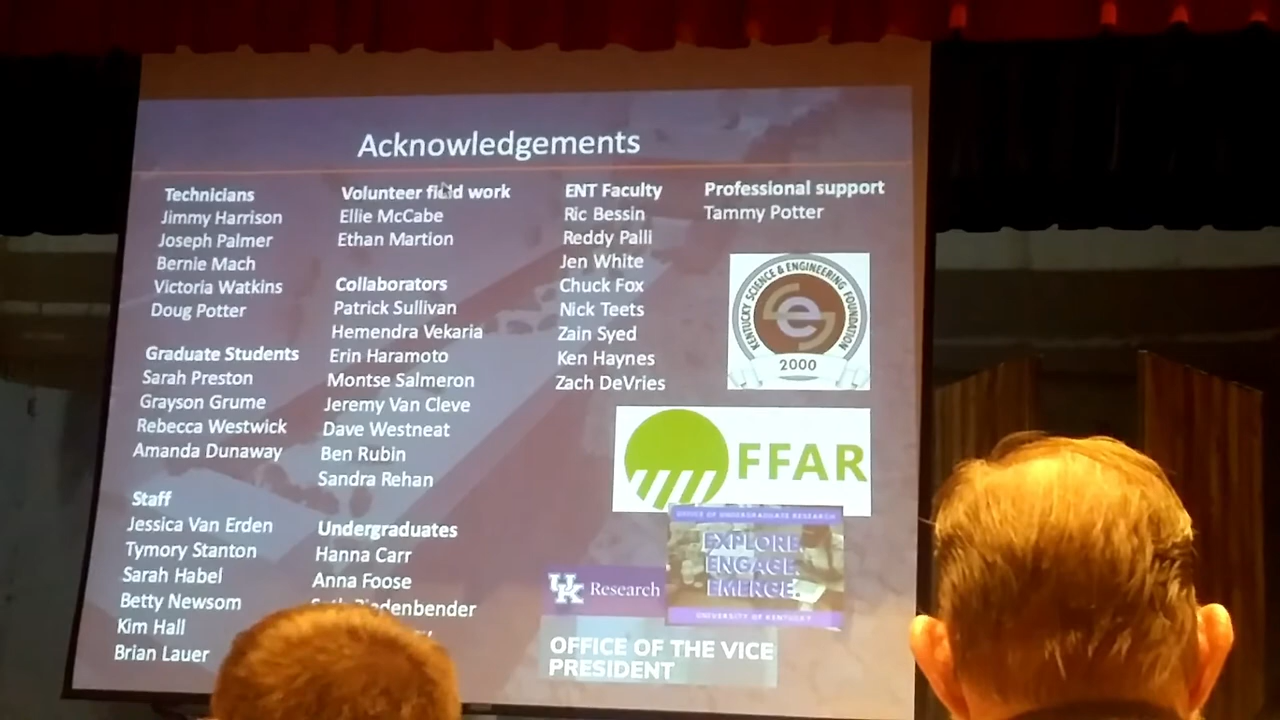 Acknowledgements
Technicians
Jimmy Harrison
Joseph Palmer
Bernie Mach
Victoria Watkins
Doug Potter
Graduate Students
Sarah Preston
Grayson Grume
Rebecca Westwick
Amanda Dunaway
Staff
Jessica Van Erden
Tymory Stanton
Sarah Habel
Betty Newsom
Kim Hall
Brian Lauer
Volunteer field work
Ellie McCabe
Ethan Martion
Collaborators
Patrick Sullivan
Hemendra Vekaria
Erin Haramoto
Montse Salmeron
Jeremy Van Cleve
Dave Westneat
Ben Rubin
Sandra Rehan
Undergraduates
Hanna Carr
Anna Foose
ENT Faculty
Ric Bessin
Reddy Palli
Jen White
Chuck Fox
Nick Teets
Zain Syed
Ken Haynes
Zach DeVries
Professional support
Tammy Potter
KENTUCKY SCIENCE & ENGINEERING FOUNDATION
2000
FFAR
OFFICE OF UNDERGRADUATE RESEARCH
EXPLORE.
ENGAGE.
EMERGE.
UNIVERSITY OF KENTUCKY
UK Research
OFFICE OF THE VICE
PRESIDENT